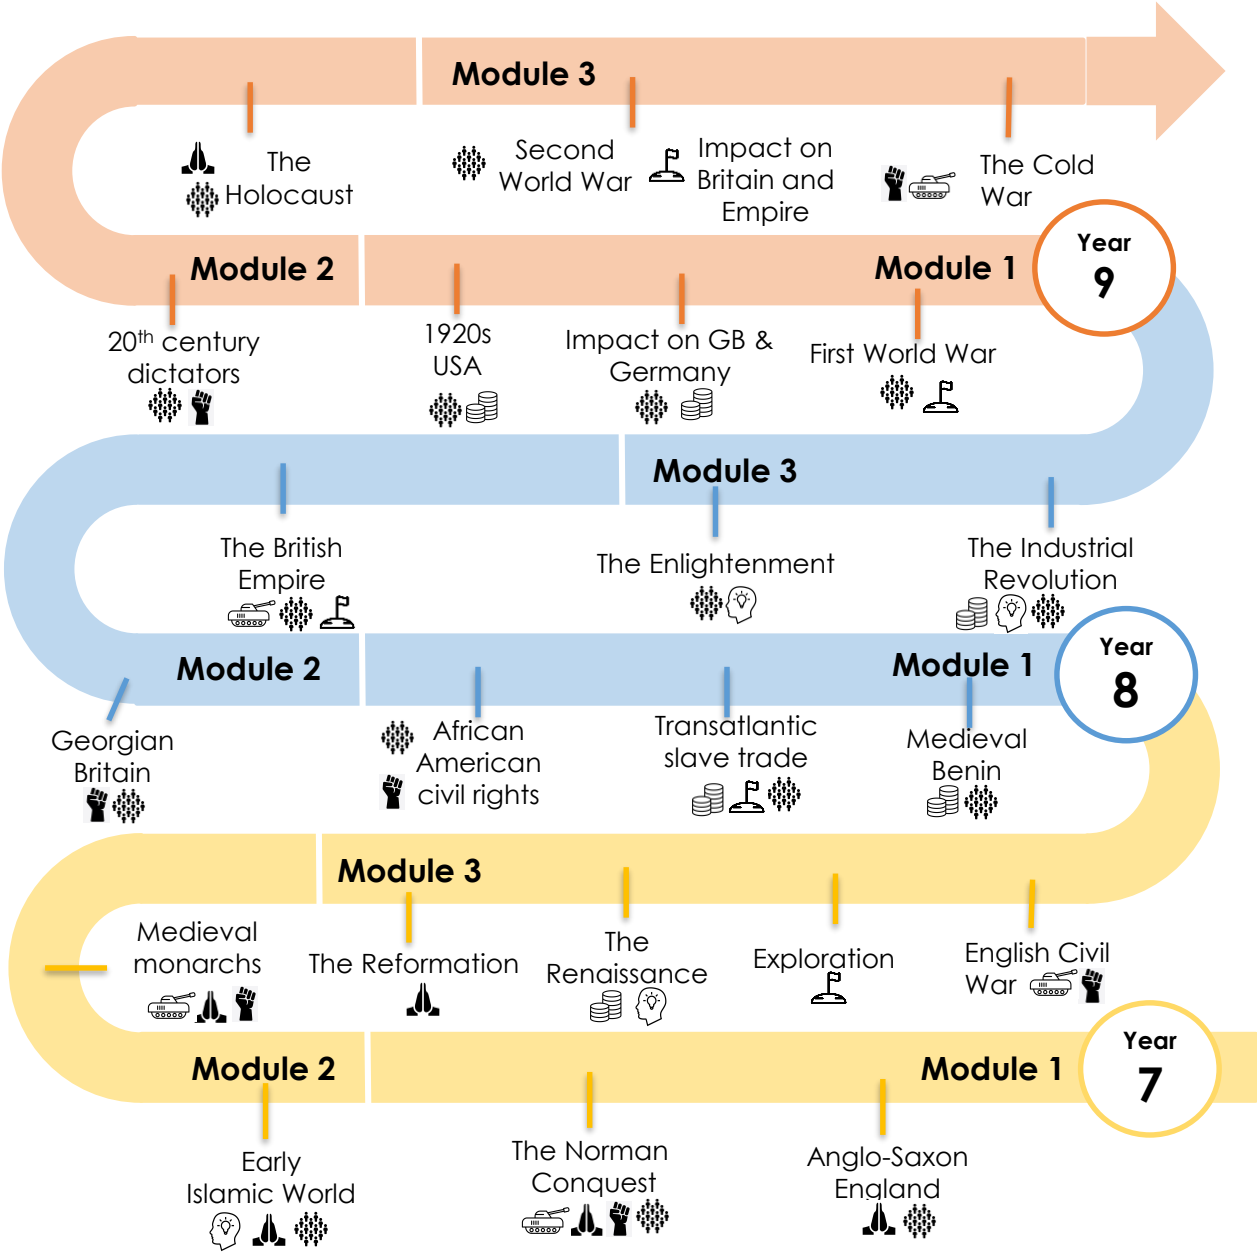 Module 3
The
Holocaust
Second
World War
Impact on
Britain and
Empire
The Cold
War
Year
9
Module 2
Module 1
20th century
dictators
1920s
USA
Impact on GB &
Germany
First World War
Module 3
The British
Empire
The Enlightenment
The Industrial
Revolution
Year
8
Module 2
Module 1
Georgian
Britain
African
American
civil rights
Transatlantic
slave trade
Medieval
Benin
Module 3
Medieval
monarchs
The Reformation
The
Renaissance
Exploration
English Civil
War
Year
7
Module 2
Module 1
Early
Islamic World
The Norman
Conquest
Anglo-Saxon
England